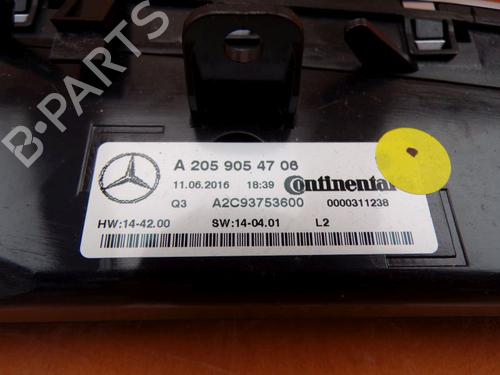 B-PARTS
A 205 905 47 06
11.06.2016 18:39 Continental
Q3 A2C93753600 0000311238
HW:14-42.00 SW:14-04.01 L2